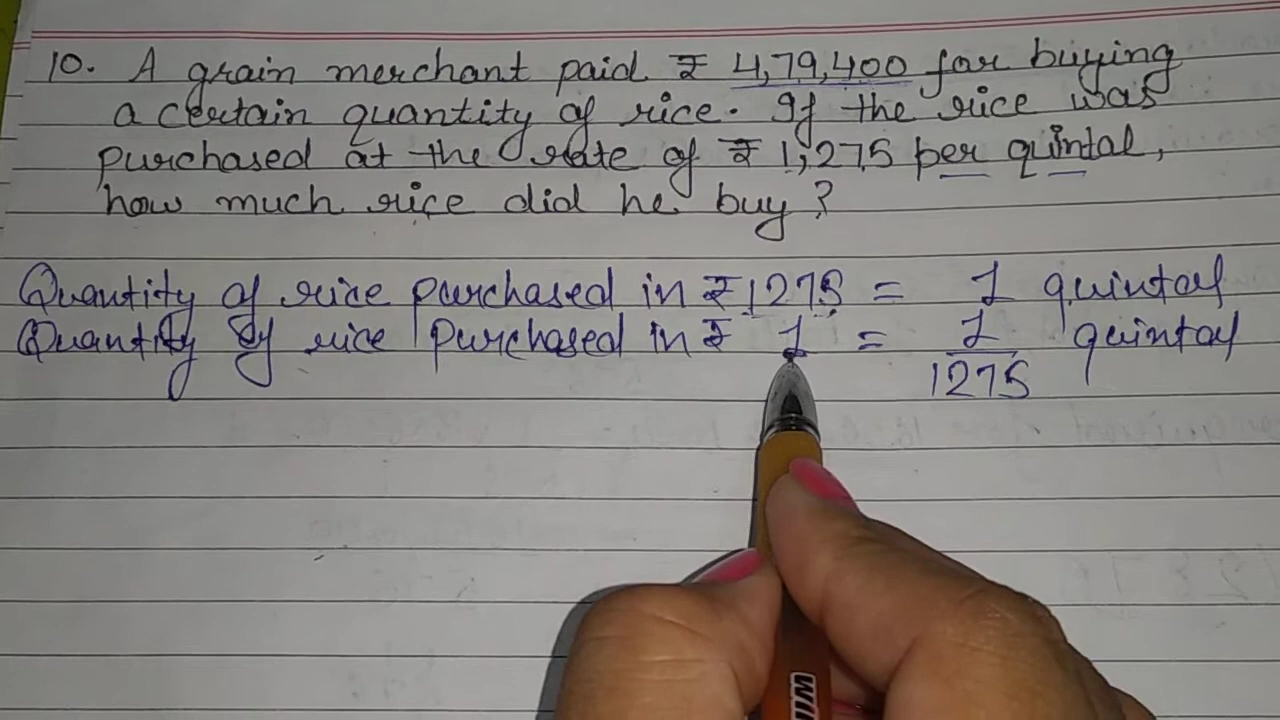 10. A grain merchant paid ₹ 4,79,400 for buying
a certain quantity of rice. If the rice was
purchased at the rate of ₹ 1,275 per quintal,
how much rice did he buy?
Quantity of rice purchased in ₹ 1275 = 1 quintal
Quantity of rice purchased in ₹ 1 = 1 quintal
1275
WIN